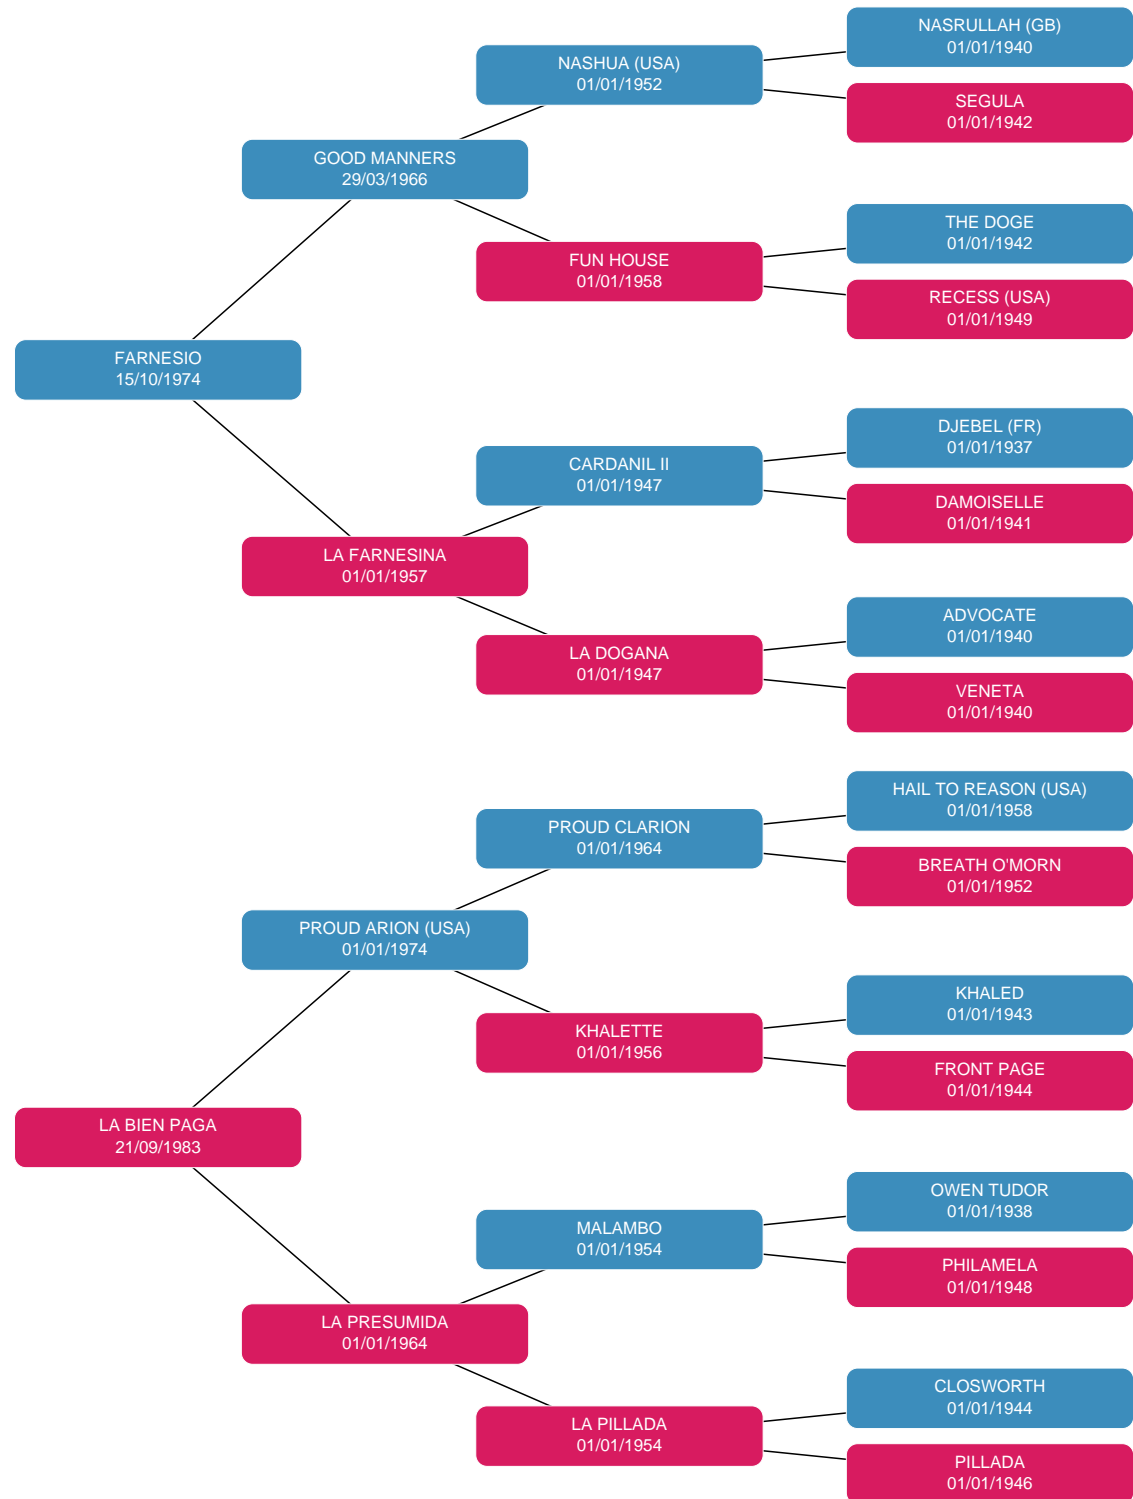 NASRULLAH (GB)
01/01/1940
NASHUA (USA)
01/01/1952
SEGULA
01/01/1942
GOOD MANNERS
29/03/1966
THE DOGE
01/01/1942
FUN HOUSE
01/01/1958
RECESS (USA)
01/01/1949
FARNESIO
15/10/1974
DJEBEL (FR)
01/01/1937
CARDANIL II
01/01/1947
DAMOISELLE
01/01/1941
LA FARNESINA
01/01/1957
ADVOCATE
01/01/1940
LA DOGANA
01/01/1947
VENETA
01/01/1940
HAIL TO REASON (USA)
01/01/1958
PROUD CLARION
01/01/1964
BREATH O'MORN
01/01/1952
PROUD ARION (USA)
01/01/1974
KHALED
01/01/1943
KHALETTE
01/01/1956
FRONT PAGE
01/01/1944
LA BIEN PAGA
21/09/1983
OWEN TUDOR
01/01/1938
MALAMBO
01/01/1954
PHILAMELA
01/01/1948
LA PRESUMIDA
01/01/1964
CLOSWORTH
01/01/1944
LA PILLADA
01/01/1954
PILLADA
01/01/1946